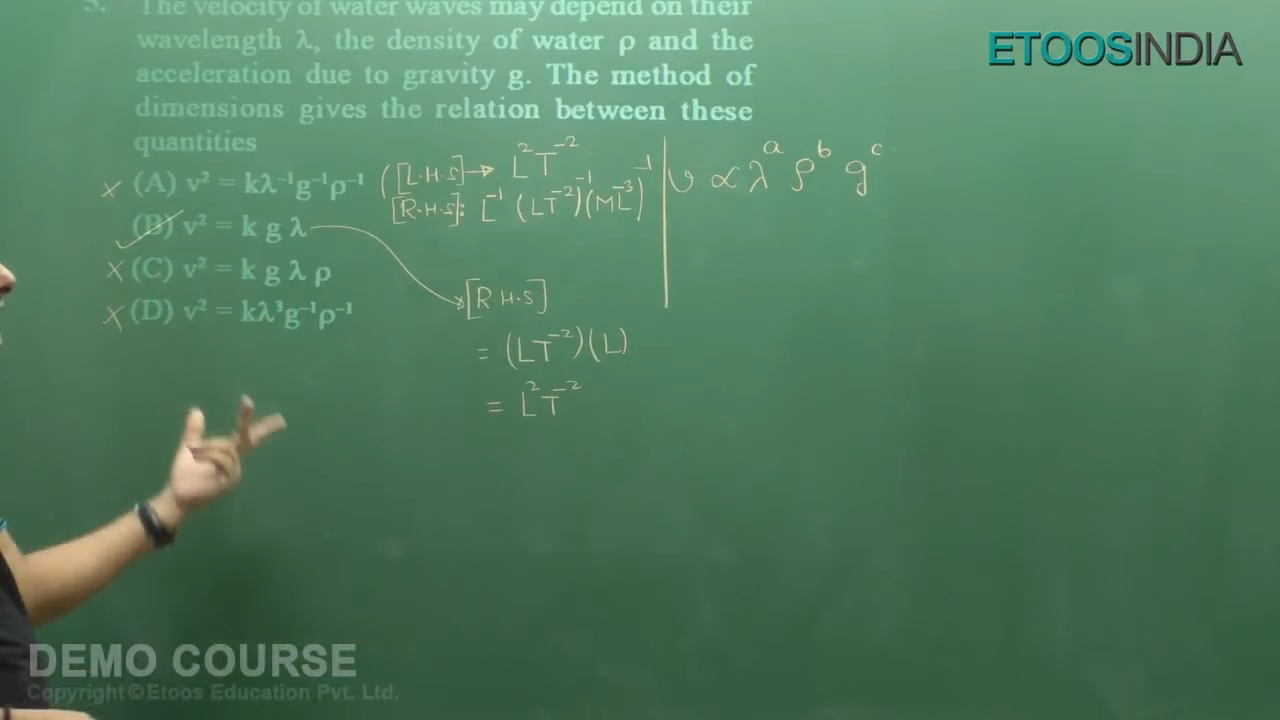 5. The velocity of water waves may depend on their
wavelength λ, the density of water ρ and the
acceleration due to gravity g. The method of
dimensions gives the relation between these
quantities
× (A) v² = kλ⁻¹g⁻¹ρ⁻¹
(B) v² = k g λ
× (C) v² = k g λ ρ
× (D) v² = kλ³g⁻¹ρ⁻¹
([L.H.S] → L²T⁻²
[R.H.S]: L⁻¹ (LT⁻²)⁻¹(ML⁻³)⁻¹
[R.H.S]
= (LT⁻²)(L)
= L²T⁻²
v ∝ λᵃ ρᵇ gᶜ
ETOOSINDIA
DEMO COURSE
Copyright©Etoos Education Pvt. Ltd.